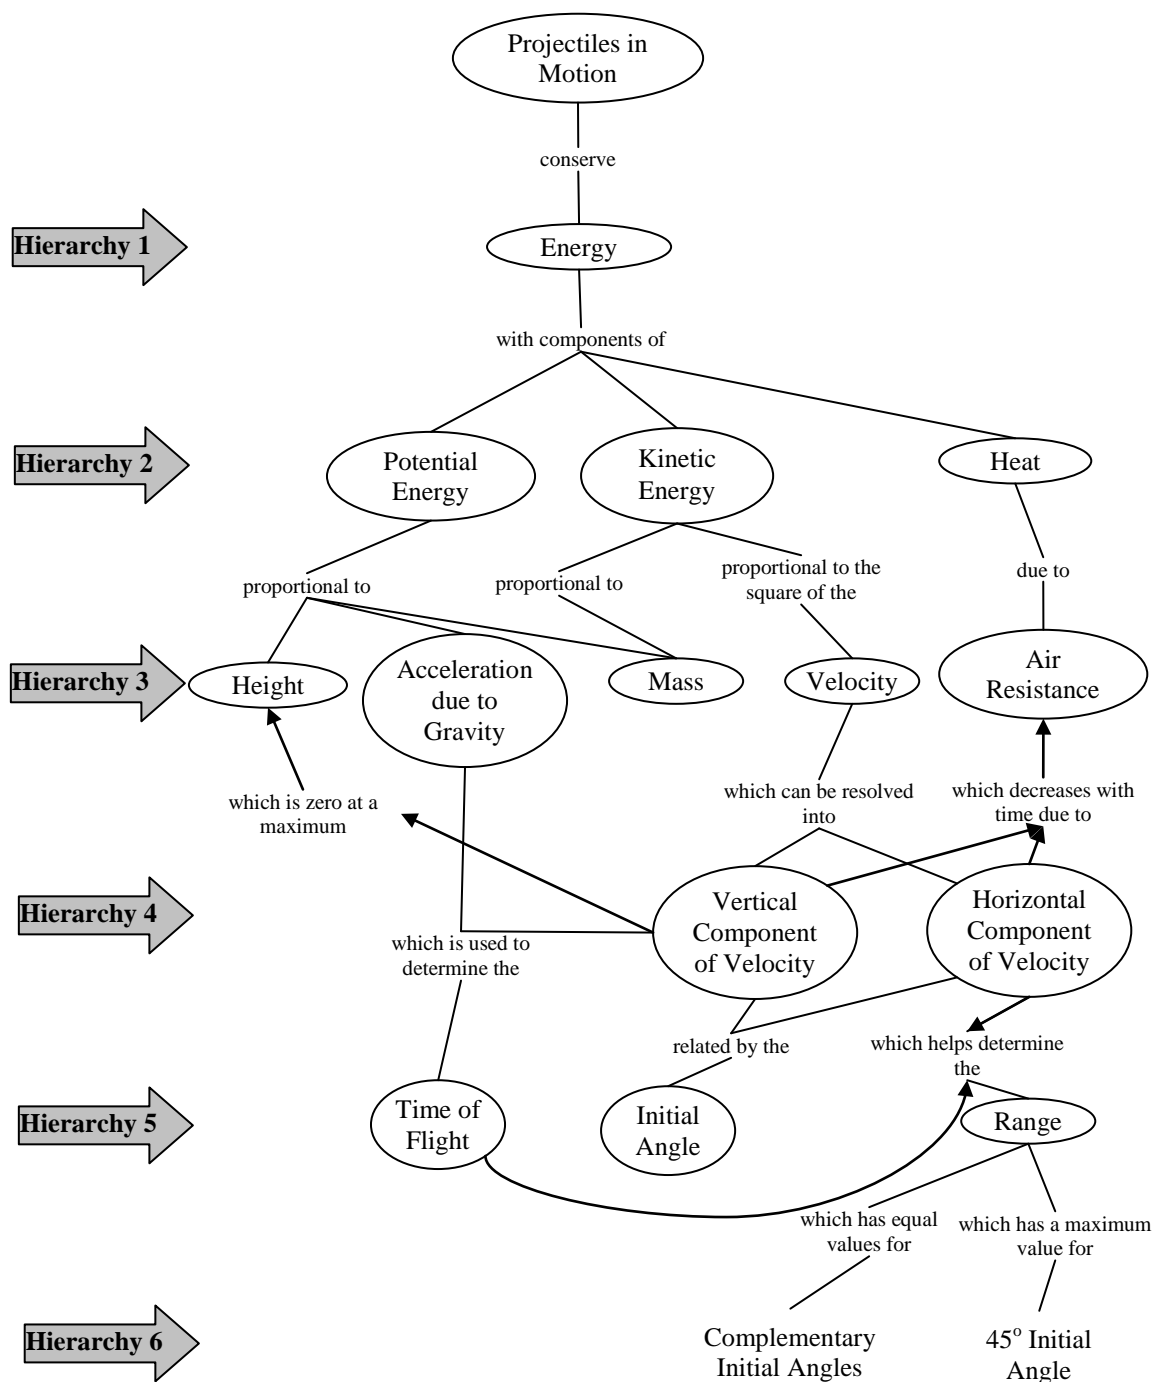 Projectiles in
Motion
conserve
Hierarchy 1
Energy
with components of
Hierarchy 2
Potential
Energy
Kinetic
Energy
Heat
proportional to
proportional to
proportional to the
square of the
due to
Hierarchy 3
Height
Acceleration
due to
Gravity
Mass
Velocity
Air
Resistance
which is zero at a
maximum
which can be resolved
into
which decreases with
time due to
Hierarchy 4
Vertical
Component
of Velocity
Horizontal
Component
of Velocity
which is used to
determine the
related by the
which helps determine
the
Hierarchy 5
Time of
Flight
Initial
Angle
Range
which has equal
values for
which has a maximum
value for
Hierarchy 6
Complementary
Initial Angles
45° Initial
Angle